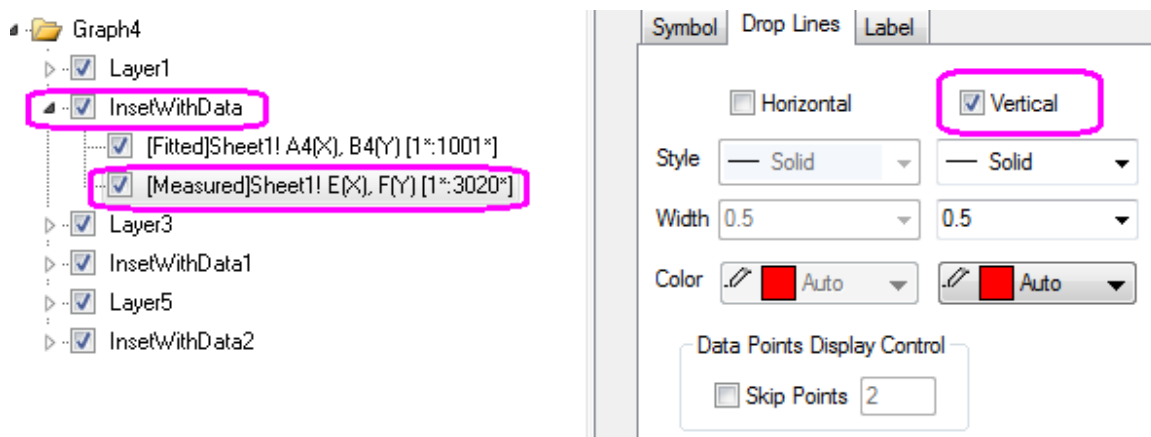 Graph4
Layer1
InsetWithData
[Fitted]Sheet1! A4(X), B4(Y) [1*:1001*]
[Measured]Sheet1! E(X), F(Y) [1*:3020*]
Layer3
InsetWithData1
Layer5
InsetWithData2
Symbol Drop Lines Label
Horizontal Vertical
Style Solid Solid
Width 0.5 0.5
Color Auto Auto
Data Points Display Control
Skip Points 2